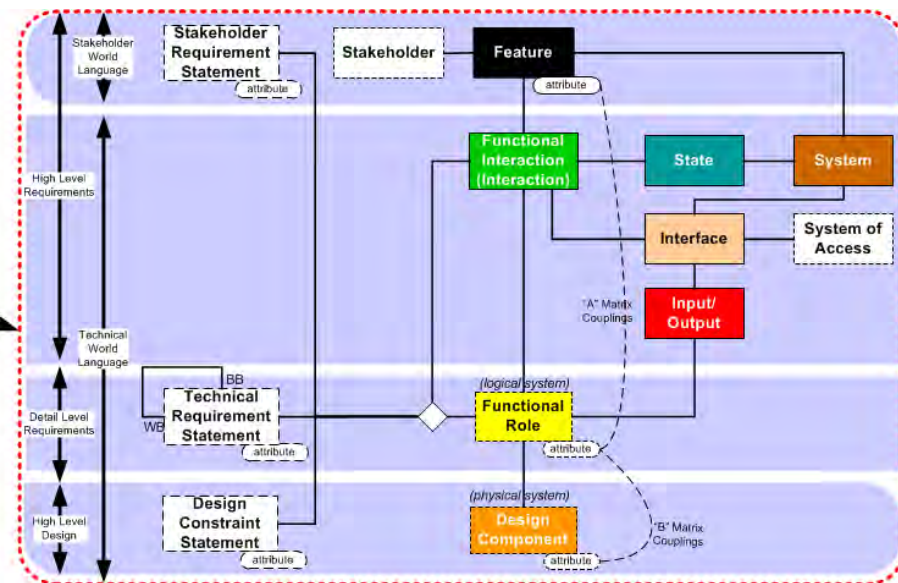 Stakeholder
World
Language
Stakeholder
Requirement
Statement
attribute
Stakeholder
Feature
attribute
High Level
Requirements
Functional
Interaction
(Interaction)
State
System
Interface
System of
Access
Input/
Output
"A" Matrix
Couplings
Technical
World
Language
Detail Level
Requirements
BB
WB
Technical
Requirement
Statement
attribute
(logical system)
Functional
Role
attribute
High Level
Design
Design
Constraint
Statement
attribute
(physical system)
Design
Component
attribute
"B" Matrix
Couplings